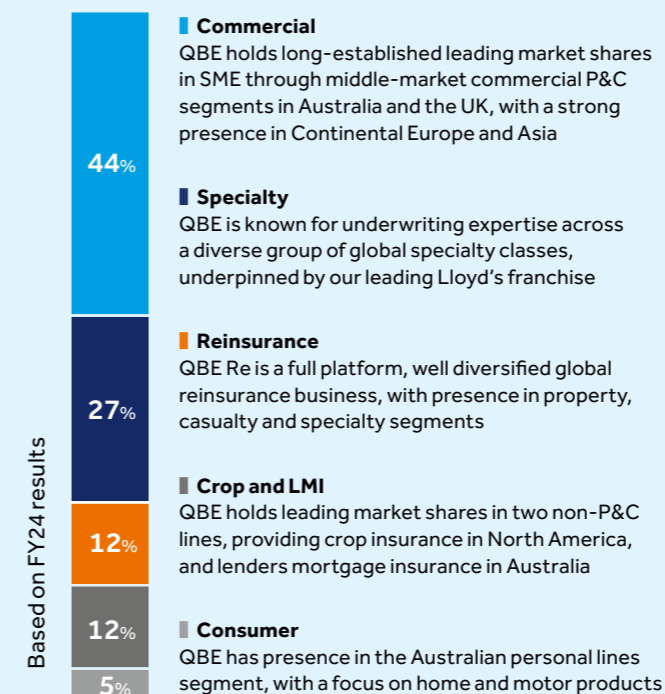 Commercial
QBE holds long-established leading market shares
in SME through middle-market commercial P&C
segments in Australia and the UK, with a strong
presence in Continental Europe and Asia
44%
Specialty
QBE is known for underwriting expertise across
a diverse group of global specialty classes,
underpinned by our leading Lloyd’s franchise
Reinsurance
QBE Re is a full platform, well diversified global
reinsurance business, with presence in property,
casualty and specialty segments
27%
Crop and LMI
QBE holds leading market shares in two non-P&C
lines, providing crop insurance in North America,
and lenders mortgage insurance in Australia
12%
Consumer
QBE has presence in the Australian personal lines
segment, with a focus on home and motor products
12%
5%
Based on FY24 results